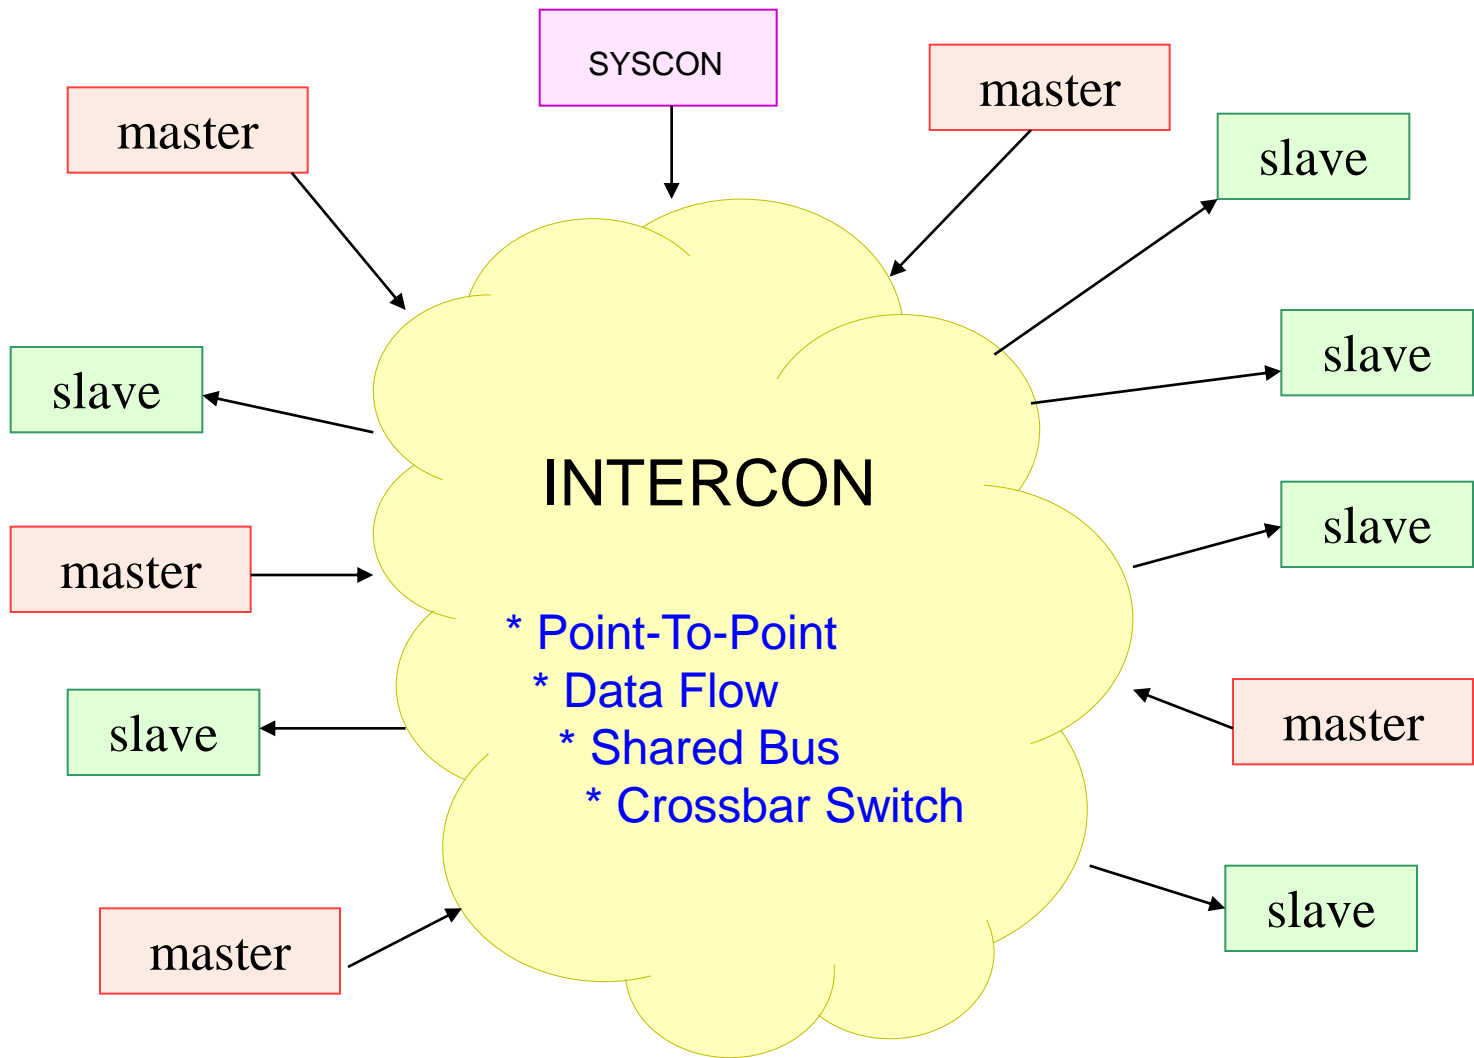 SYSCON
master
master
slave
slave
slave
INTERCON
slave
master
* Point-To-Point
* Data Flow
* Shared Bus
* Crossbar Switch
slave
master
slave
master